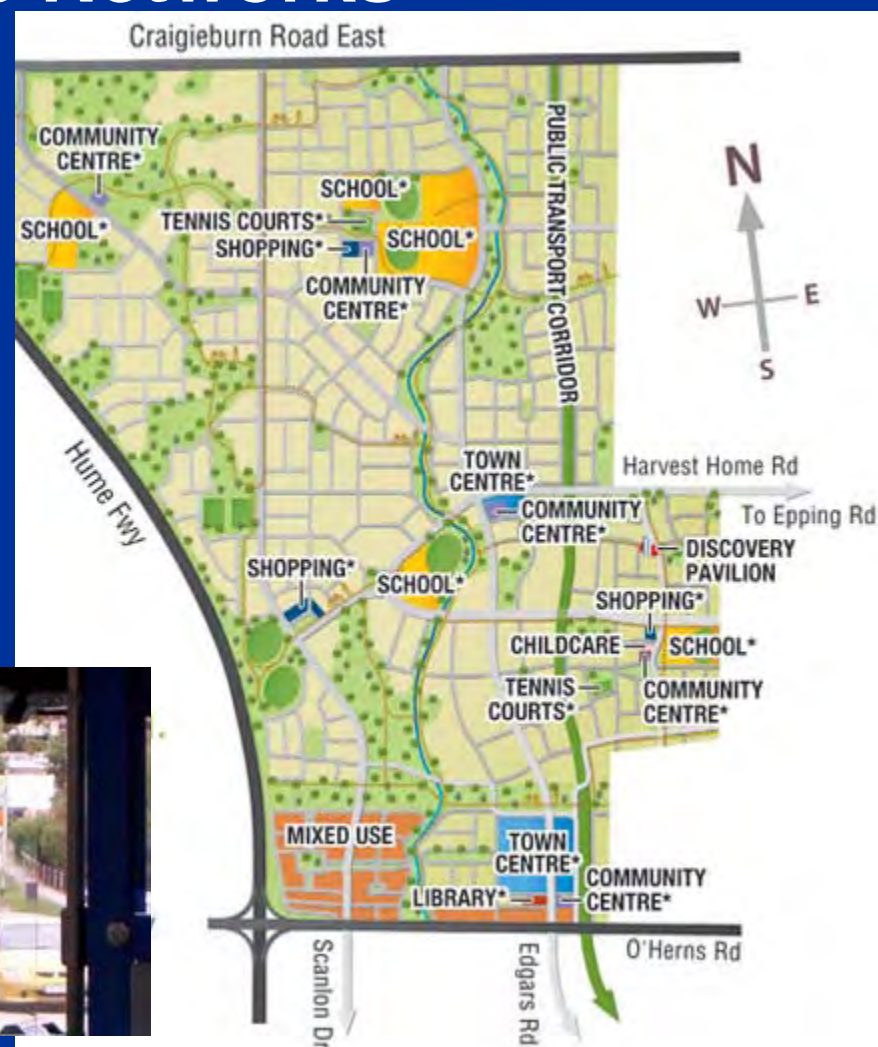 Networks
Craigieburn Road East
PUBLIC TRANSPORT CORRIDOR
N
W
E
S
COMMUNITY
CENTRE*
SCHOOL*
SCHOOL*
TENNIS COURTS*
SCHOOL*
SHOPPING*
COMMUNITY
CENTRE*
Hume Fwy
TOWN
CENTRE*
Harvest Home Rd
COMMUNITY
CENTRE*
To Epping Rd
DISCOVERY
PAVILION
SHOPPING*
SCHOOL*
SHOPPING*
CHILDCARE
SCHOOL*
TENNIS
COURTS*
COMMUNITY
CENTRE*
MIXED USE
TOWN
CENTRE*
LIBRARY*
COMMUNITY
CENTRE*
O'Herns Rd
Scanlon Dr
Edgars Rd